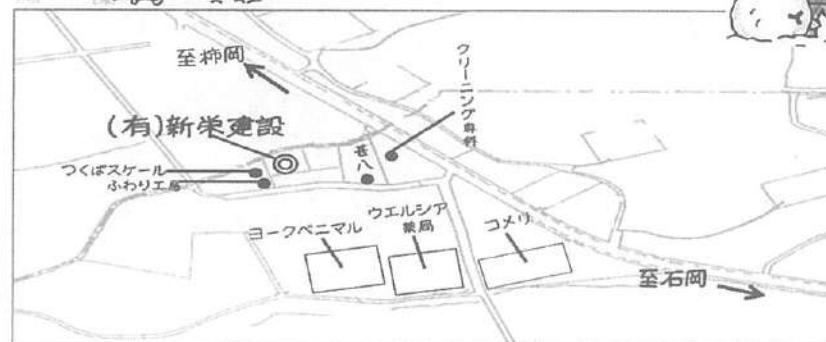 至柿岡
クリーニング専科
(有)新栄建設
つくばスケール
ふわり工房
甚八
ヨークベニマル
ウエルシア
薬局
コメリ
至石岡